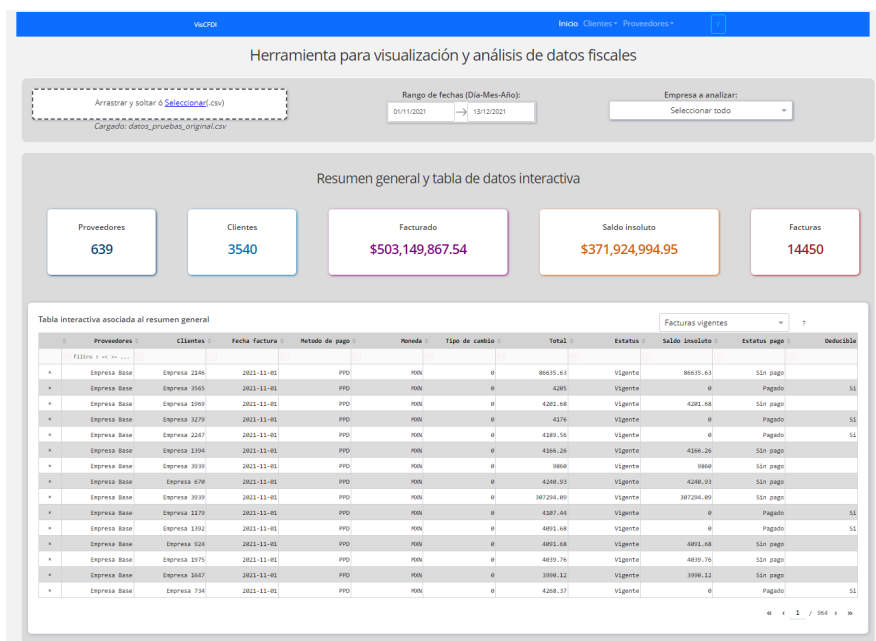 VisCFDI Inicio Clientes Proveedores ?
Herramienta para visualización y análisis de datos fiscales
Arrastrar y soltar ó Seleccionar(.csv)
Cargado: datos_pruebas_original.csv
Rango de fechas (Día-Mes-Año):
01/11/2021 → 13/12/2021
Empresa a analizar:
Seleccionar todo
Resumen general y tabla de datos interactiva
Proveedores Clientes Facturado Saldo insoluto Facturas
639 3540 $503,149,867.54 $371,924,994.95 14450
Tabla interactiva asociada al resumen general Facturas vigentes ?
Proveedores Clientes Fecha factura Metodo de pago Moneda Tipo de cambio Total Estatus Saldo insoluto Estatus pago Deducible
filtro > =< >= ...
× Empresa Base Empresa 2146 2021-11-01 PPD MXN 0 86635.63 Vigente 86635.63 Sin pago
× Empresa Base Empresa 3565 2021-11-01 PPD MXN 0 4205 Vigente 0 Pagado Si
× Empresa Base Empresa 1969 2021-11-01 PPD MXN 0 4201.68 Vigente 4201.68 Sin pago
× Empresa Base Empresa 3279 2021-11-01 PPD MXN 0 4176 Vigente 0 Pagado Si
× Empresa Base Empresa 2247 2021-11-01 PPD MXN 0 4189.56 Vigente 0 Pagado Si
× Empresa Base Empresa 1394 2021-11-01 PPD MXN 0 4166.26 Vigente 4166.26 Sin pago
× Empresa Base Empresa 3939 2021-11-01 PPD MXN 0 9860 Vigente 9860 Sin pago
× Empresa Base Empresa 670 2021-11-01 PPD MXN 0 4240.93 Vigente 4240.93 Sin pago
× Empresa Base Empresa 3939 2021-11-01 PPD MXN 0 307294.09 Vigente 307294.09 Sin pago
× Empresa Base Empresa 1179 2021-11-01 PPD MXN 0 4107.44 Vigente 0 Pagado Si
× Empresa Base Empresa 1392 2021-11-01 PPD MXN 0 4091.68 Vigente 0 Pagado Si
× Empresa Base Empresa 924 2021-11-01 PPD MXN 0 4091.68 Vigente 4091.68 Sin pago
× Empresa Base Empresa 1975 2021-11-01 PPD MXN 0 4039.76 Vigente 4039.76 Sin pago
× Empresa Base Empresa 1647 2021-11-01 PPD MXN 0 3990.12 Vigente 3990.12 Sin pago
× Empresa Base Empresa 734 2021-11-01 PPD MXN 0 4268.37 Vigente 0 Pagado Si
« ‹ 1 / 964 › »